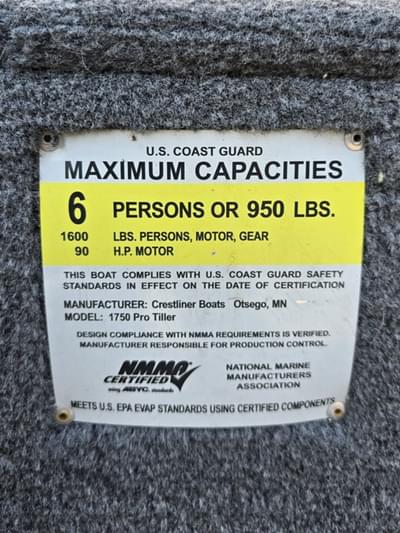 U.S. COAST GUARD
MAXIMUM CAPACITIES
6 PERSONS OR 950 LBS.
1600 LBS. PERSONS, MOTOR, GEAR
90 H.P. MOTOR
THIS BOAT COMPLIES WITH U.S. COAST GUARD SAFETY
STANDARDS IN EFFECT ON THE DATE OF CERTIFICATION
MANUFACTURER: Crestliner Boats Otsego, MN
MODEL: 1750 Pro Tiller
DESIGN COMPLIANCE WITH NMMA REQUIREMENTS IS VERIFIED.
MANUFACTURER RESPONSIBLE FOR PRODUCTION CONTROL.
NMMA
CERTIFIED
using ABYC standards
NATIONAL MARINE
MANUFACTURERS
ASSOCIATION
MEETS U.S. EPA EVAP STANDARDS USING CERTIFIED COMPONENTS